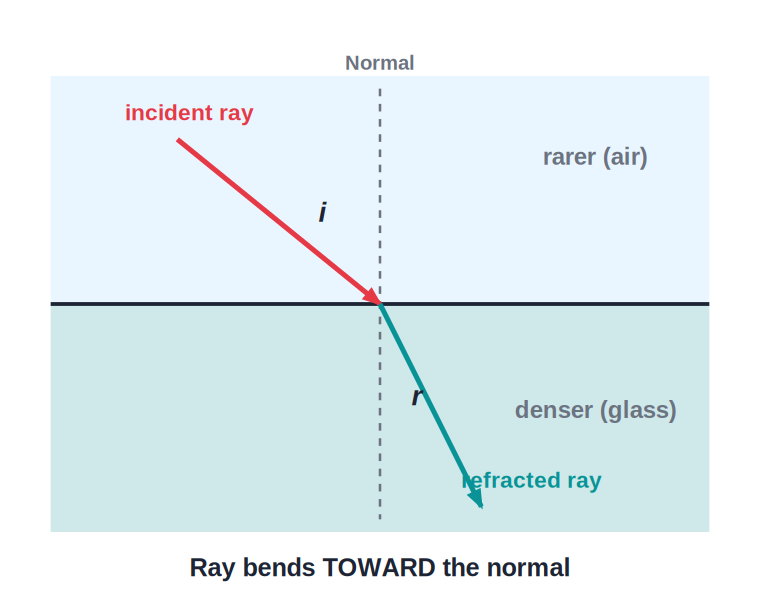 Normal
incident ray
rarer (air)
i
r
denser (glass)
refracted ray
Ray bends TOWARD the normal